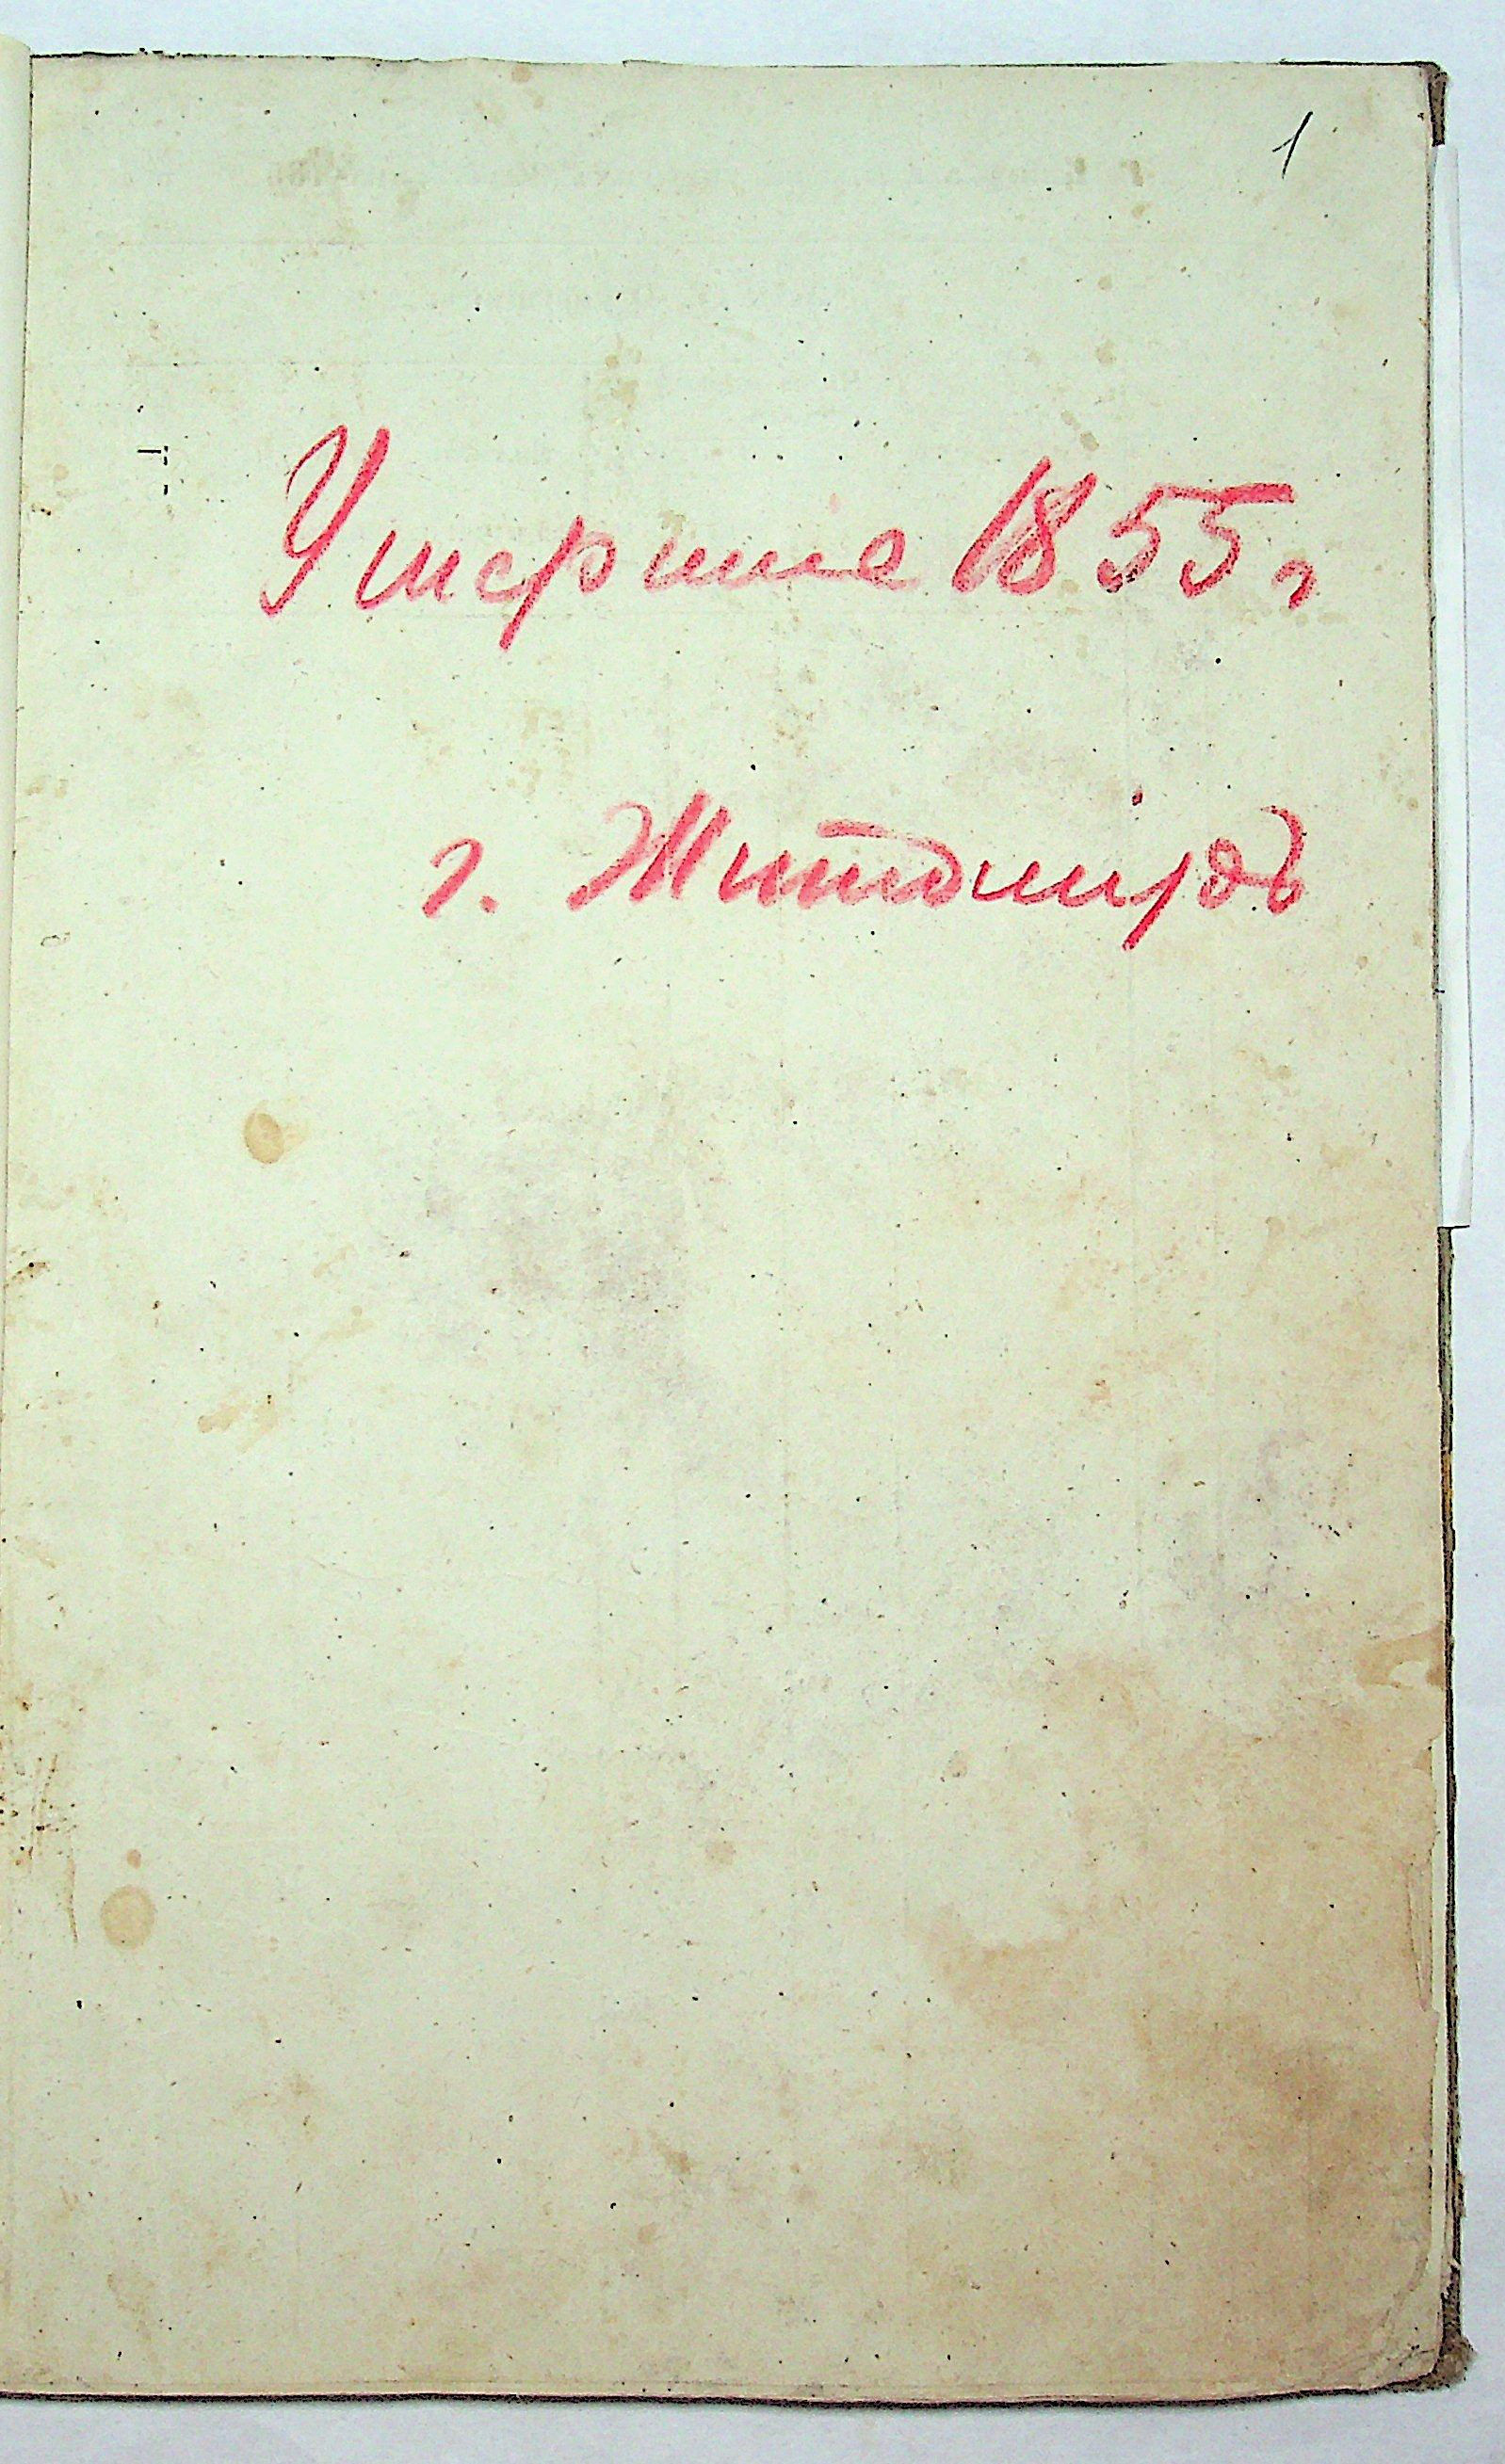 1
Умершие 1855 г
г. Житомиръ